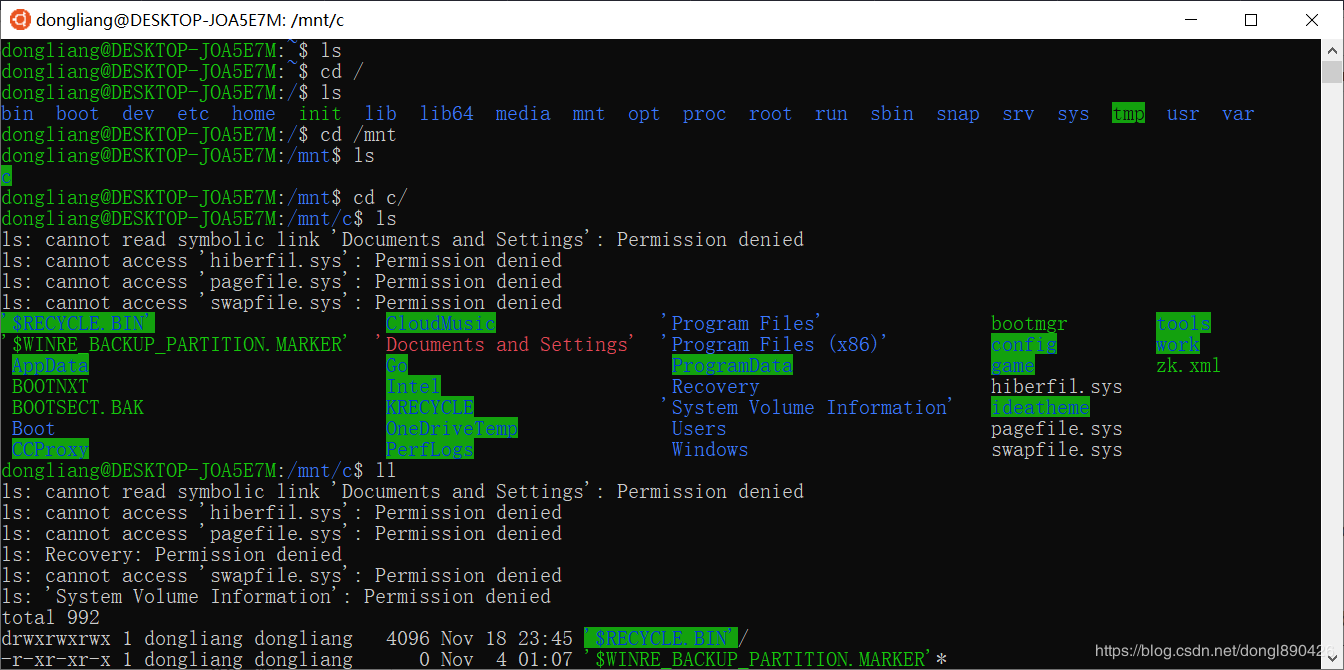 dongliang@DESKTOP-JOA5E7M: /mnt/c
dongliang@DESKTOP-JOA5E7M:~$ ls
dongliang@DESKTOP-JOA5E7M:~$ cd /
dongliang@DESKTOP-JOA5E7M:/$ ls
bin boot dev etc home init lib lib64 media mnt opt proc root run sbin snap srv sys tmp usr var
dongliang@DESKTOP-JOA5E7M:/$ cd /mnt
dongliang@DESKTOP-JOA5E7M:/mnt$ ls
c
dongliang@DESKTOP-JOA5E7M:/mnt$ cd c/
dongliang@DESKTOP-JOA5E7M:/mnt/c$ ls
ls: cannot read symbolic link 'Documents and Settings': Permission denied
ls: cannot access 'hiberfil.sys': Permission denied
ls: cannot access 'pagefile.sys': Permission denied
ls: cannot access 'swapfile.sys': Permission denied
'$RECYCLE.BIN' CloudMusic 'Program Files' bootmgr tools
'$WINRE_BACKUP_PARTITION.MARKER' 'Documents and Settings' 'Program Files (x86)' config work
AppData Go ProgramData game zk.xml
BOOTNXT Intel Recovery hiberfil.sys
BOOTSECT.BAK KRECYCLE 'System Volume Information' ideatheme
Boot OneDriveTemp Users pagefile.sys
CCProxy PerfLogs Windows swapfile.sys
dongliang@DESKTOP-JOA5E7M:/mnt/c$ ll
ls: cannot read symbolic link 'Documents and Settings': Permission denied
ls: cannot access 'hiberfil.sys': Permission denied
ls: cannot access 'pagefile.sys': Permission denied
ls: Recovery: Permission denied
ls: cannot access 'swapfile.sys': Permission denied
ls: 'System Volume Information': Permission denied
total 992
drwxrwxrwx 1 dongliang dongliang 4096 Nov 18 23:45 '$RECYCLE.BIN'/
-r-xr-xr-x 1 dongliang dongliang 0 Nov 4 01:07 '$WINRE_BACKUP_PARTITION.MARKER'*